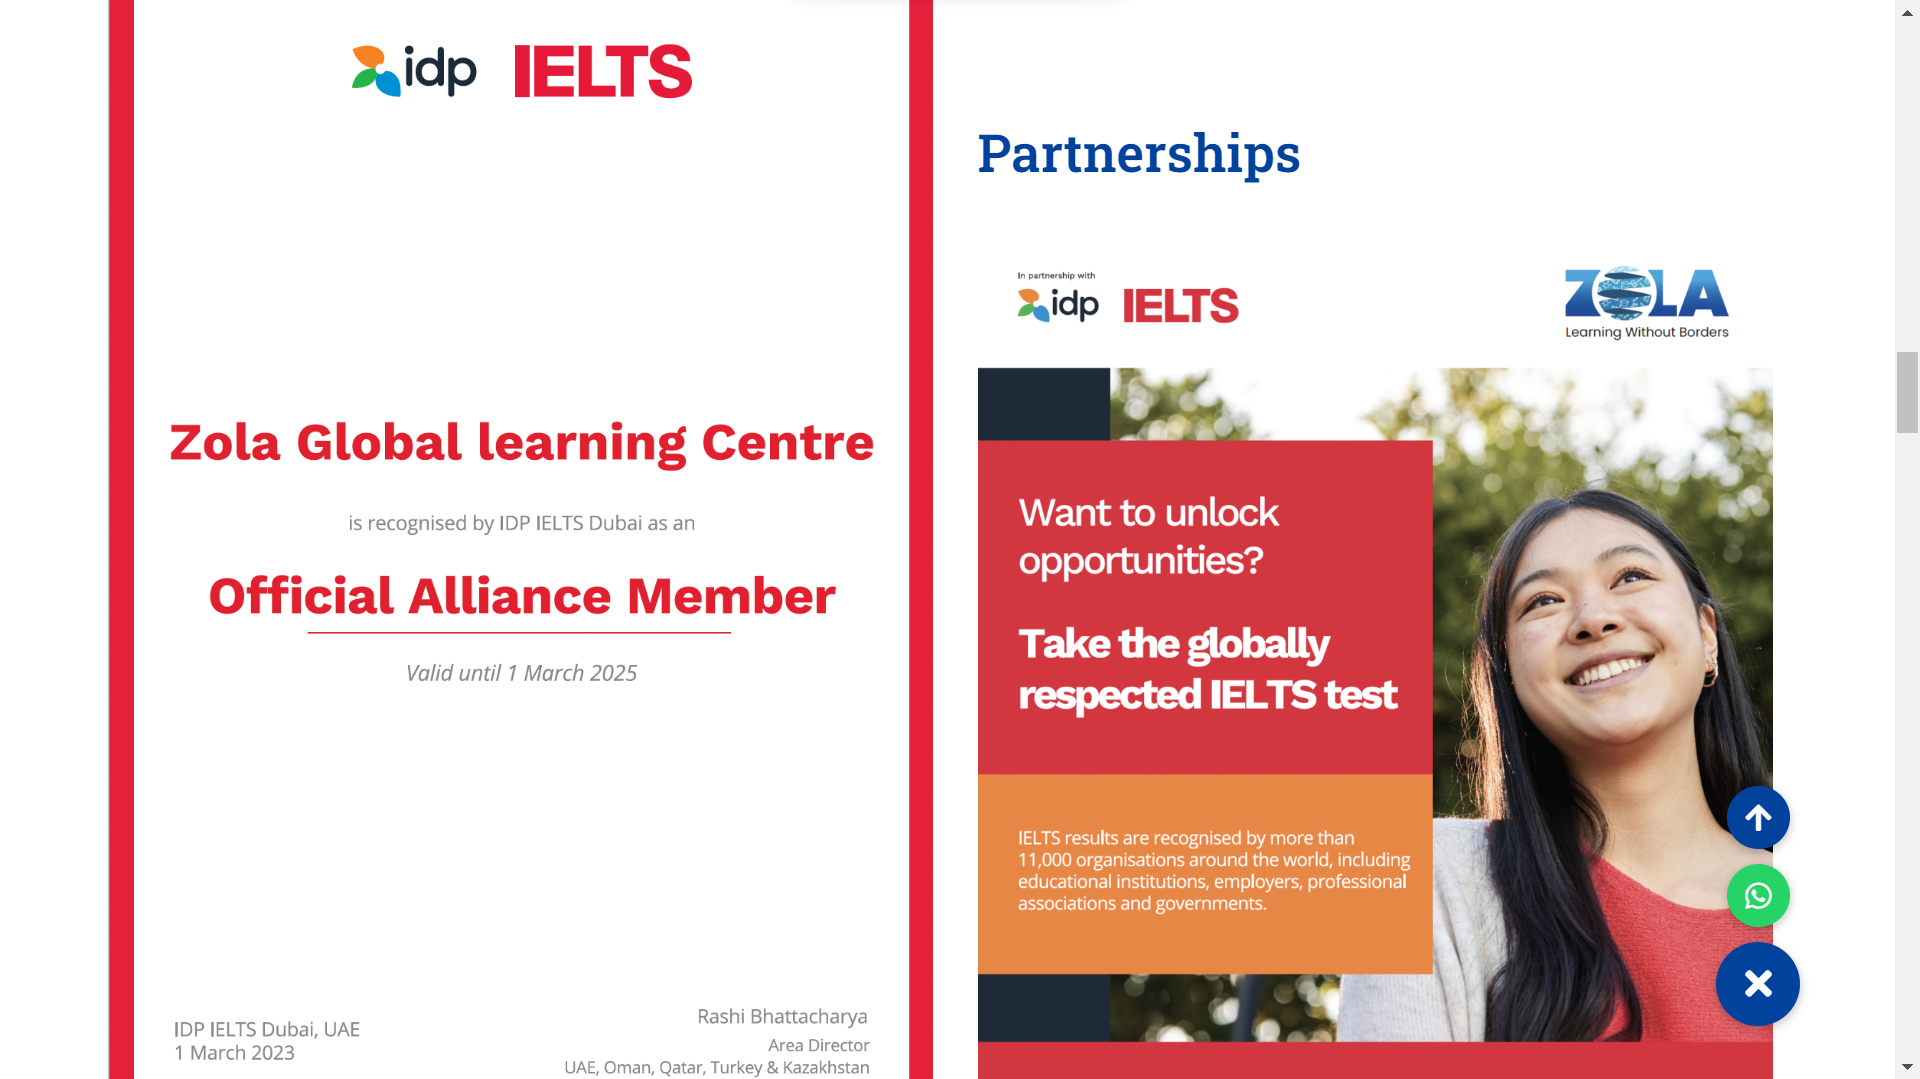 idp IELTS
Zola Global learning Centre
is recognised by IDP IELTS Dubai as an
Official Alliance Member
Valid until 1 March 2025
IDP IELTS Dubai, UAE
1 March 2023
Rashi Bhattacharya
Area Director
UAE, Oman, Qatar, Turkey & Kazakhstan
Partnerships
In partnership with
idp IELTS
ZOLA
Learning Without Borders
Want to unlock
opportunities?
Take the globally
respected IELTS test
IELTS results are recognised by more than
11,000 organisations around the world, including
educational institutions, employers, professional
associations and governments.